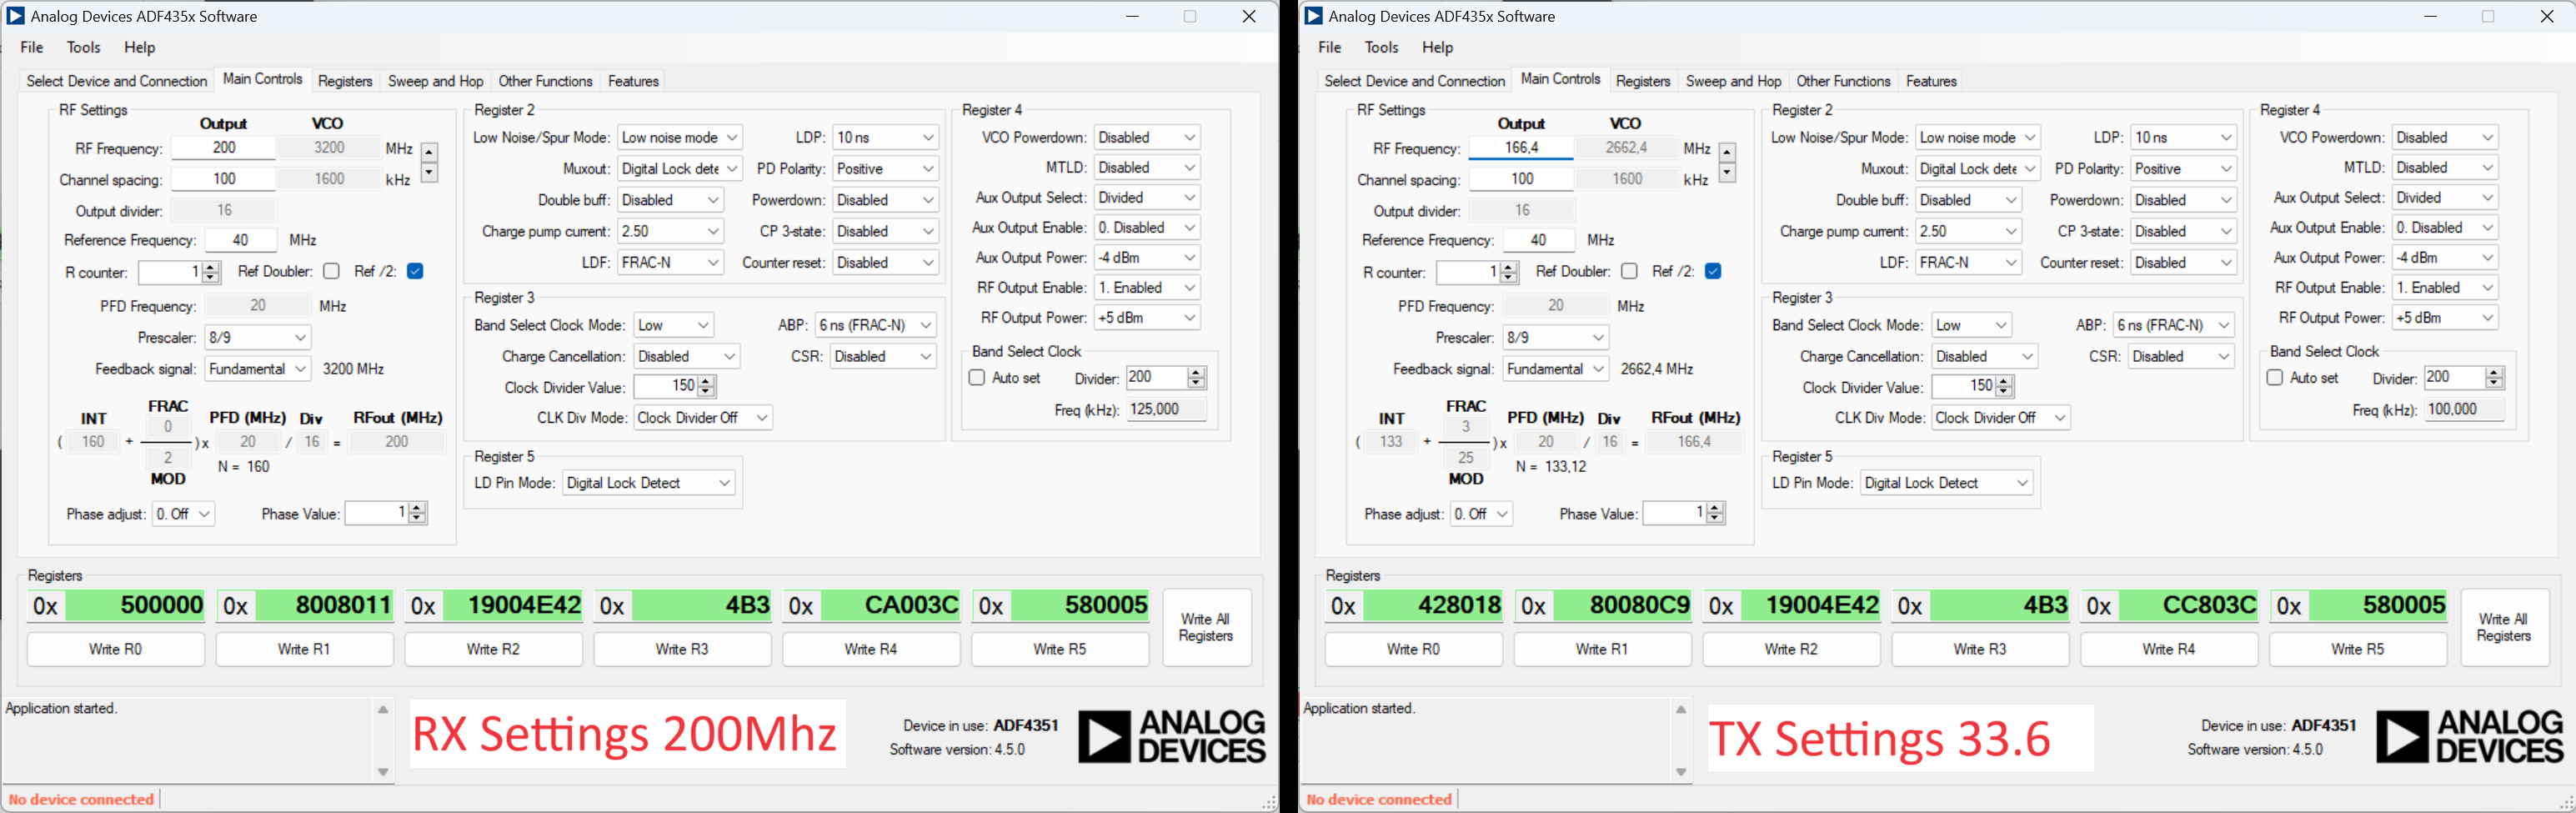 Analog Devices ADF435x Software
File Tools Help
Select Device and Connection Main Controls Registers Sweep and Hop Other Functions Features
RF Settings
Output VCO
RF Frequency: 200 3200 MHz
Channel spacing: 100 1600 kHz
Output divider: 16
Reference Frequency: 40 MHz
R counter: 1 Ref Doubler: Ref /2:
PFD Frequency: 20 MHz
Prescaler: 8/9
Feedback signal: Fundamental 3200 MHz
INT FRAC PFD (MHz) Div RFout (MHz)
( 160 + 0 ) x 20 / 16 = 200
2 N = 160
MOD
Phase adjust: 0. Off Phase Value: 1
Register 2
Low Noise/Spur Mode: Low noise mode LDP: 10 ns
Muxout: Digital Lock dete PD Polarity: Positive
Double buff: Disabled Powerdown: Disabled
Charge pump current: 2.50 CP 3-state: Disabled
LDF: FRAC-N Counter reset: Disabled
Register 3
Band Select Clock Mode: Low ABP: 6 ns (FRAC-N)
Charge Cancellation: Disabled CSR: Disabled
Clock Divider Value: 150
CLK Div Mode: Clock Divider Off
Register 5
LD Pin Mode: Digital Lock Detect
Register 4
VCO Powerdown: Disabled
MTLD: Disabled
Aux Output Select: Divided
Aux Output Enable: 0. Disabled
Aux Output Power: -4 dBm
RF Output Enable: 1. Enabled
RF Output Power: +5 dBm
Band Select Clock
Auto set Divider: 200
Freq (kHz): 125,000
Registers
0x 500000 0x 8008011 0x 19004E42 0x 4B3 0x CA003C 0x 580005
Write R0 Write R1 Write R2 Write R3 Write R4 Write R5 Write All Registers
Application started.
RX Settings 200Mhz
Device in use: ADF4351
Software version: 4.5.0
ANALOG
DEVICES
No device connected
Analog Devices ADF435x Software
File Tools Help
Select Device and Connection Main Controls Registers Sweep and Hop Other Functions Features
RF Settings
Output VCO
RF Frequency: 166,4 2662,4 MHz
Channel spacing: 100 1600 kHz
Output divider: 16
Reference Frequency: 40 MHz
R counter: 1 Ref Doubler: Ref /2:
PFD Frequency: 20 MHz
Prescaler: 8/9
Feedback signal: Fundamental 2662,4 MHz
INT FRAC PFD (MHz) Div RFout (MHz)
( 133 + 3 ) x 20 / 16 = 166,4
25 N = 133,12
MOD
Phase adjust: 0. Off Phase Value: 1
Register 2
Low Noise/Spur Mode: Low noise mode LDP: 10 ns
Muxout: Digital Lock dete PD Polarity: Positive
Double buff: Disabled Powerdown: Disabled
Charge pump current: 2.50 CP 3-state: Disabled
LDF: FRAC-N Counter reset: Disabled
Register 3
Band Select Clock Mode: Low ABP: 6 ns (FRAC-N)
Charge Cancellation: Disabled CSR: Disabled
Clock Divider Value: 150
CLK Div Mode: Clock Divider Off
Register 5
LD Pin Mode: Digital Lock Detect
Register 4
VCO Powerdown: Disabled
MTLD: Disabled
Aux Output Select: Divided
Aux Output Enable: 0. Disabled
Aux Output Power: -4 dBm
RF Output Enable: 1. Enabled
RF Output Power: +5 dBm
Band Select Clock
Auto set Divider: 200
Freq (kHz): 100,000
Registers
0x 428018 0x 80080C9 0x 19004E42 0x 4B3 0x CC803C 0x 580005
Write R0 Write R1 Write R2 Write R3 Write R4 Write R5 Write All Registers
Application started.
TX Settings 33.6
Device in use: ADF4351
Software version: 4.5.0
ANALOG
DEVICES
No device connected